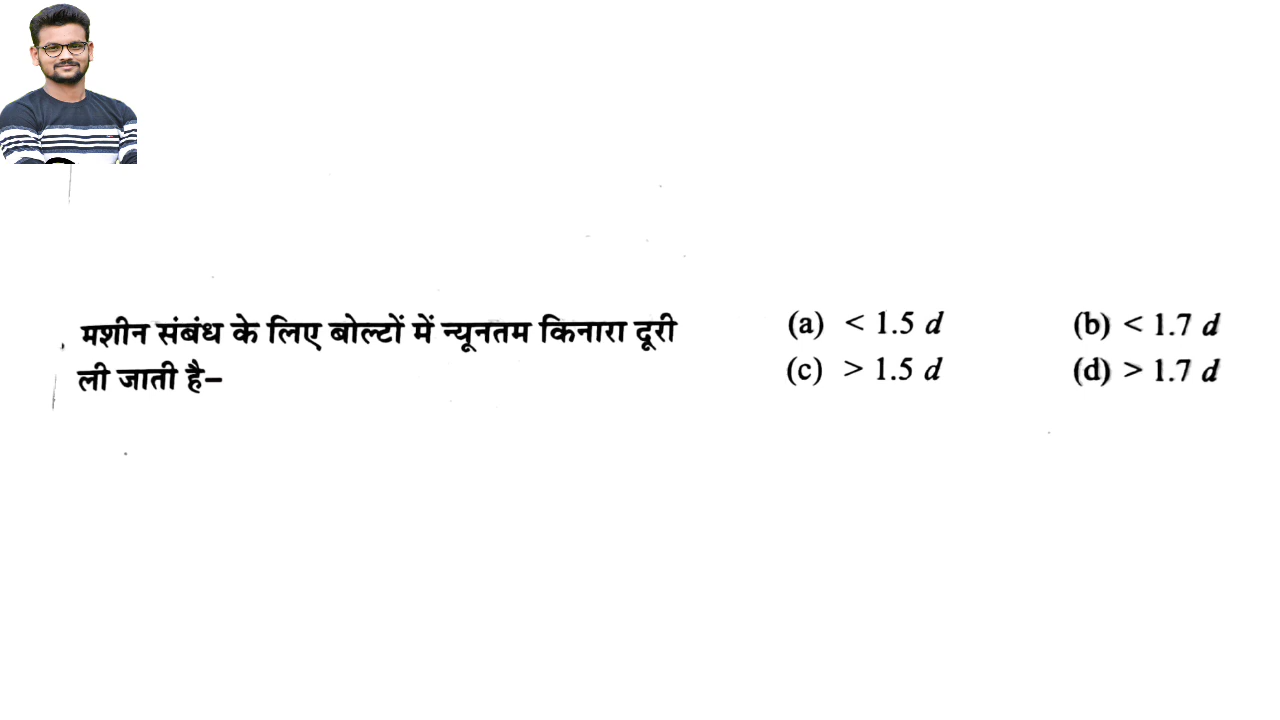 मशीन संबंध के लिए बोल्टों में न्यूनतम किनारा दूरी
ली जाती है–
(a) < 1.5 d (b) < 1.7 d
(c) > 1.5 d (d) > 1.7 d